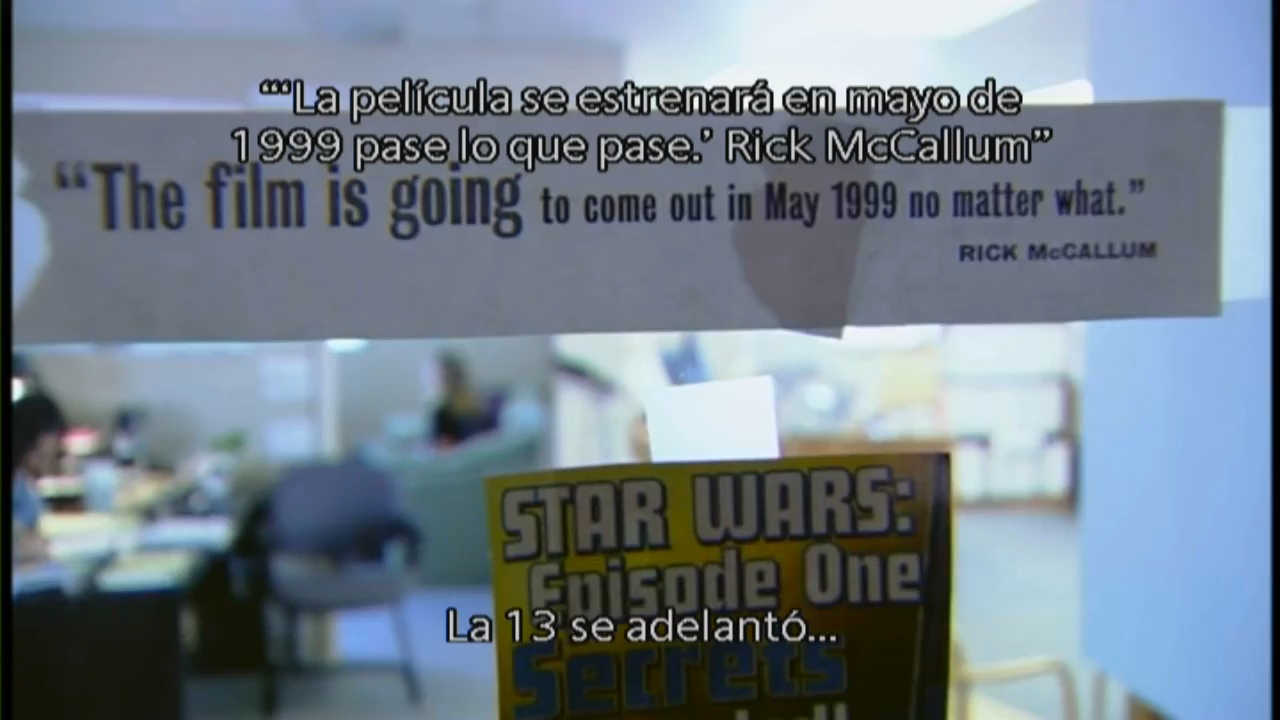 “‘La película se estrenará en mayo de
1999 pase lo que pase.’ Rick McCallum”
“The film is going to come out in May 1999 no matter what.”
RICK McCALLUM
STAR WARS:
Episode One
La 13 se adelantó...
Secrets